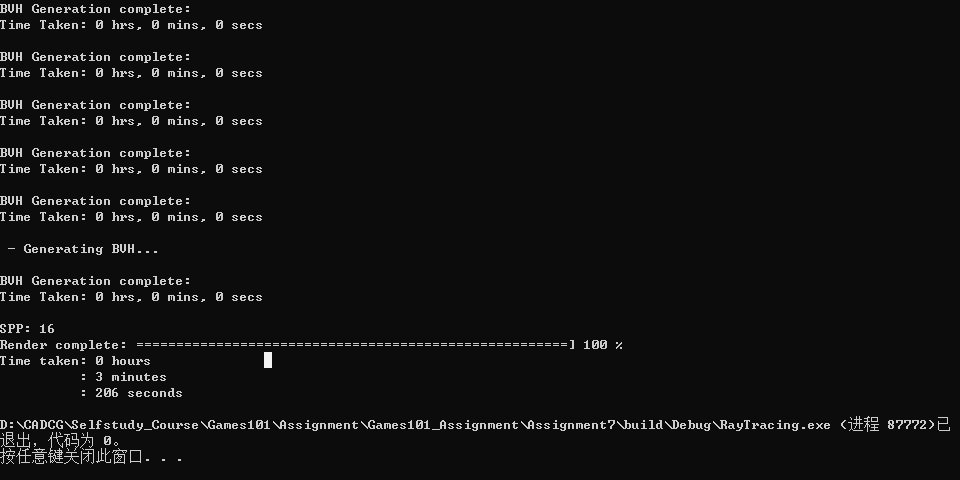 BVH Generation complete:
Time Taken: 0 hrs, 0 mins, 0 secs
BVH Generation complete:
Time Taken: 0 hrs, 0 mins, 0 secs
BVH Generation complete:
Time Taken: 0 hrs, 0 mins, 0 secs
BVH Generation complete:
Time Taken: 0 hrs, 0 mins, 0 secs
BVH Generation complete:
Time Taken: 0 hrs, 0 mins, 0 secs
 - Generating BVH...
BVH Generation complete:
Time Taken: 0 hrs, 0 mins, 0 secs
SPP: 16
Render complete: ======================================================] 100 %
Time taken: 0 hours
          : 3 minutes
          : 206 seconds
D:\CADCG\Selfstudy_Course\Games101\Assignment\Games101_Assignment\Assignment7\build\Debug\RayTracing.exe (进程 87772)已
退出，代码为 0。
按任意键关闭此窗口. . .